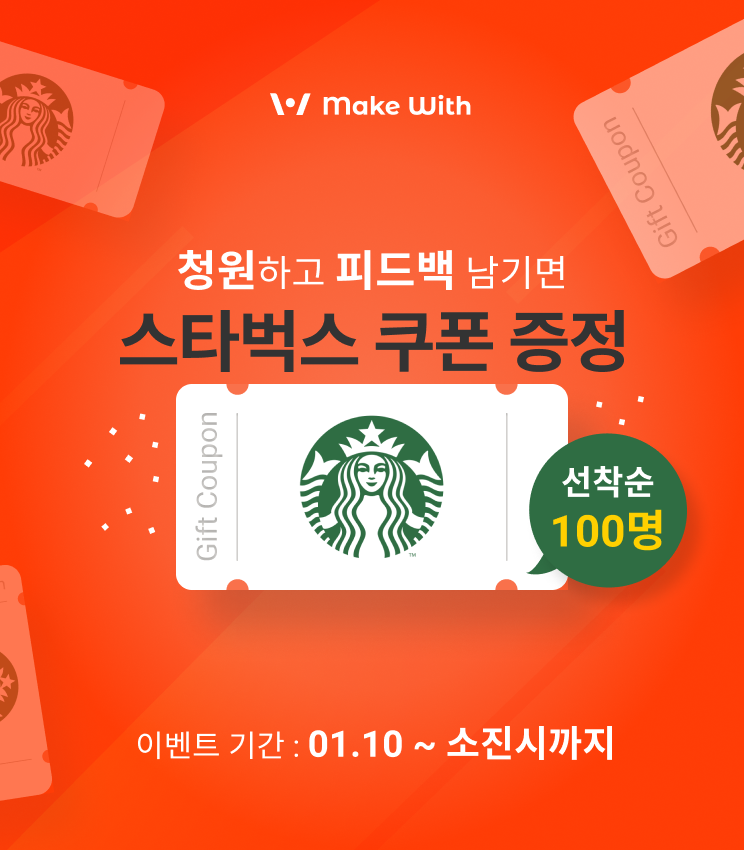 Make With
Gift Coupon
청원하고 피드백 남기면
스타벅스 쿠폰 증정
Gift Coupon
TM
선착순
100명
이벤트 기간 : 01.10 ~ 소진시까지